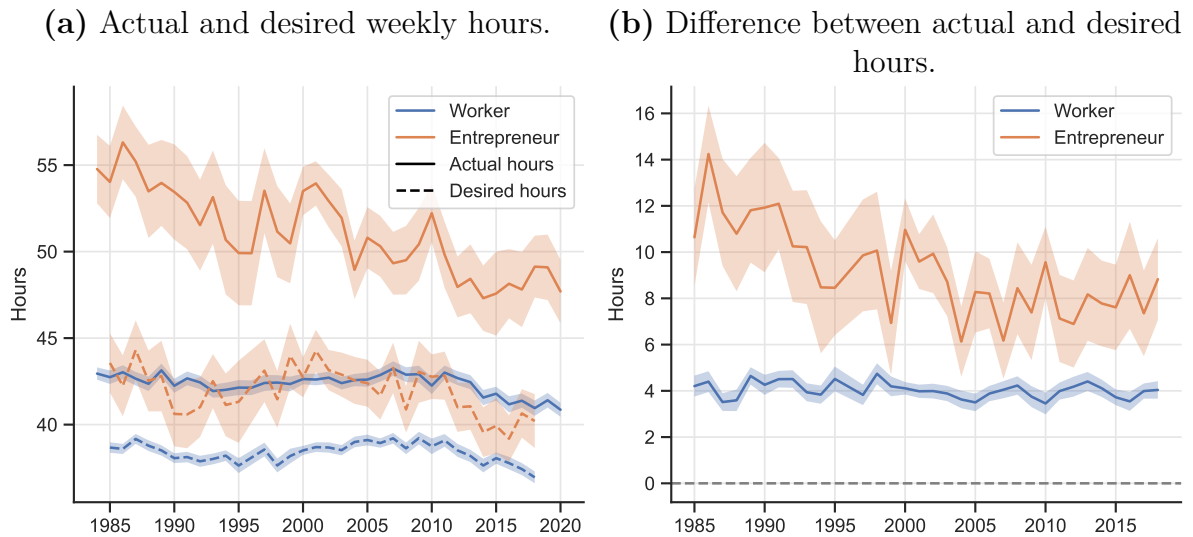 (a) Actual and desired weekly hours.
Worker
Entrepreneur
Actual hours
Desired hours
Hours
55
50
45
40
1985 1990 1995 2000 2005 2010 2015 2020
(b) Difference between actual and desired
hours.
Worker
Entrepreneur
Hours
16
14
12
10
8
6
4
2
0
1985 1990 1995 2000 2005 2010 2015